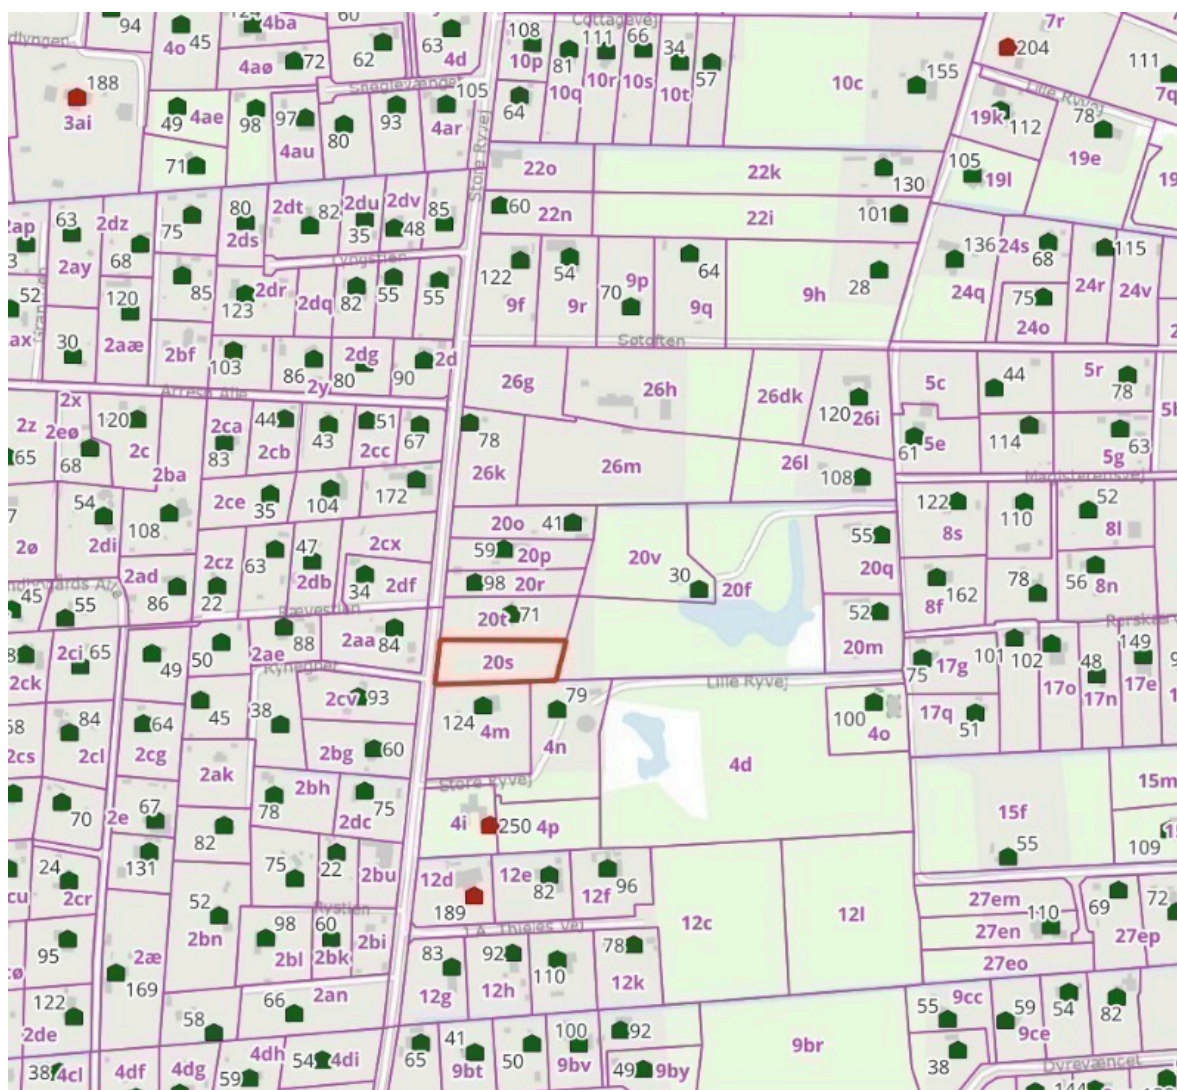 94
4o
45
124
4ba
60
62
63
4d
108
10p
Cottagevej
81
111
10r
66
10s
34
10t
57
10q
10c
155
7r
204
111
7q
188
3ai
4aø
72
105
4ar
64
Lille Ryvej
49
4ae
98
97
4au
80
93
19k
112
78
19e
71
Store Ryvej
22o
22k
130
105
19l
19
2ap
63
2dz
75
80
2dt
82
2du
2dv
85
60
22n
22i
101
2ds
35
48
136
24s
68
115
2ay
68
Lyngstien
122
54
9p
64
28
24q
24r
24v
52
120
85
123
2dr
2dq
82
55
55
9f
9r
70
9q
9h
75
24o
ax
30
2aæ
2bf
103
86
2y
2dg
80
90
2d
Søtoften
26g
26h
26dk
120
26i
5c
44
5r
78
Arresø Alle
2x
2z
2eø
120
2c
2ca
83
44
2cb
43
51
2cc
67
78
61
5e
114
63
5g
65
68
2ba
26k
26m
26l
108
Magisterensvej
54
108
2ce
35
104
172
20o
41
55
122
8s
110
52
8l
7
2ø
2di
2cz
63
47
2cx
59
20p
20v
20q
2ad
86
22
2db
34
2df
98
20r
30
20f
8f
162
78
56
8n
45
55
Rævestien
71
20t
52
20m
2ci
65
49
50
2ae
88
2aa
84
20s
75
17g
101
102
48
149
2ck
Rynegper
17o
17n
17e
84
64
45
38
2cv
93
124
4m
79
Lille Ryvej
100
4o
17q
51
2cs
2cl
2cg
2bg
60
4n
2ak
4d
70
2e
67
78
2bh
75
2dc
Store Ryvej
15f
15m
82
4i
250
4p
55
109
24
131
75
22
2bu
12d
12e
82
12f
96
2cr
52
189
12c
12l
27em
69
72
95
2bn
98
Rystien
60
J.A. Thieles Vej
27en
110
27ep
2bl
2bk
2bi
2æ
83
92
110
78
27eo
169
12g
12h
12k
122
66
2an
9cc
2de
58
55
59
54
82
65
41
100
92
9ce
38
4cl
4df
4dg
4dh
54
4di
9bt
50
9bv
9br
38
59
49
9by
Dyrevænget
144